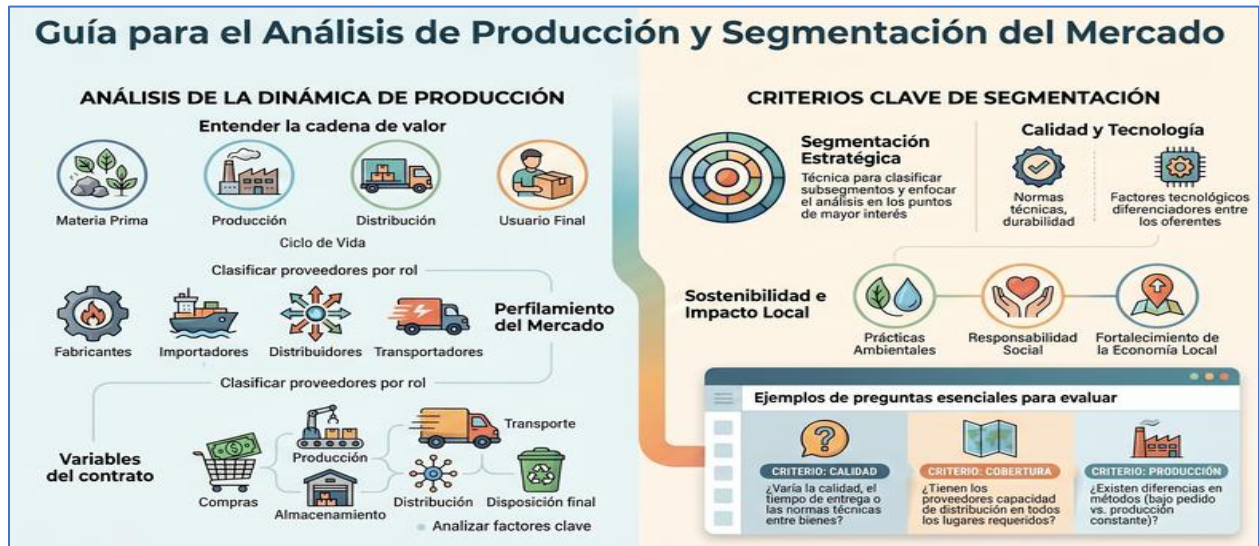 Guía para el Análisis de Producción y Segmentación del Mercado
ANÁLISIS DE LA DINÁMICA DE PRODUCCIÓN
Entender la cadena de valor
Materia Prima
Producción
Distribución
Usuario Final
Ciclo de Vida
Clasificar proveedores por rol
Perfilamiento
del Mercado
Fabricantes
Importadores
Distribuidores
Transportadores
Clasificar proveedores por rol
Variables
del contrato
Compras
Producción
Almacenamiento
Transporte
Distribución
Disposición final
Analizar factores clave
CRITERIOS CLAVE DE SEGMENTACIÓN
Segmentación
Estratégica
Técnica para clasificar
subsegmentos y enfocar
el análisis en los puntos
de mayor interés
Calidad y Tecnología
Normas
técnicas,
durabilidad
Factores tecnológicos
diferenciadores entre
los oferentes
Sostenibilidad e
Impacto Local
Prácticas
Ambientales
Responsabilidad
Social
Fortalecimiento de
la Economía Local
Ejemplos de preguntas esenciales para evaluar
CRITERIO: CALIDAD
¿Varía la calidad, el
tiempo de entrega o
las normas técnicas
entre bienes?
CRITERIO: COBERTURA
¿Tienen los
proveedores capacidad
de distribución en todos
los lugares requeridos?
CRITERIO: PRODUCCIÓN
¿Existen diferencias en
métodos (bajo pedido
vs. producción
constante)?